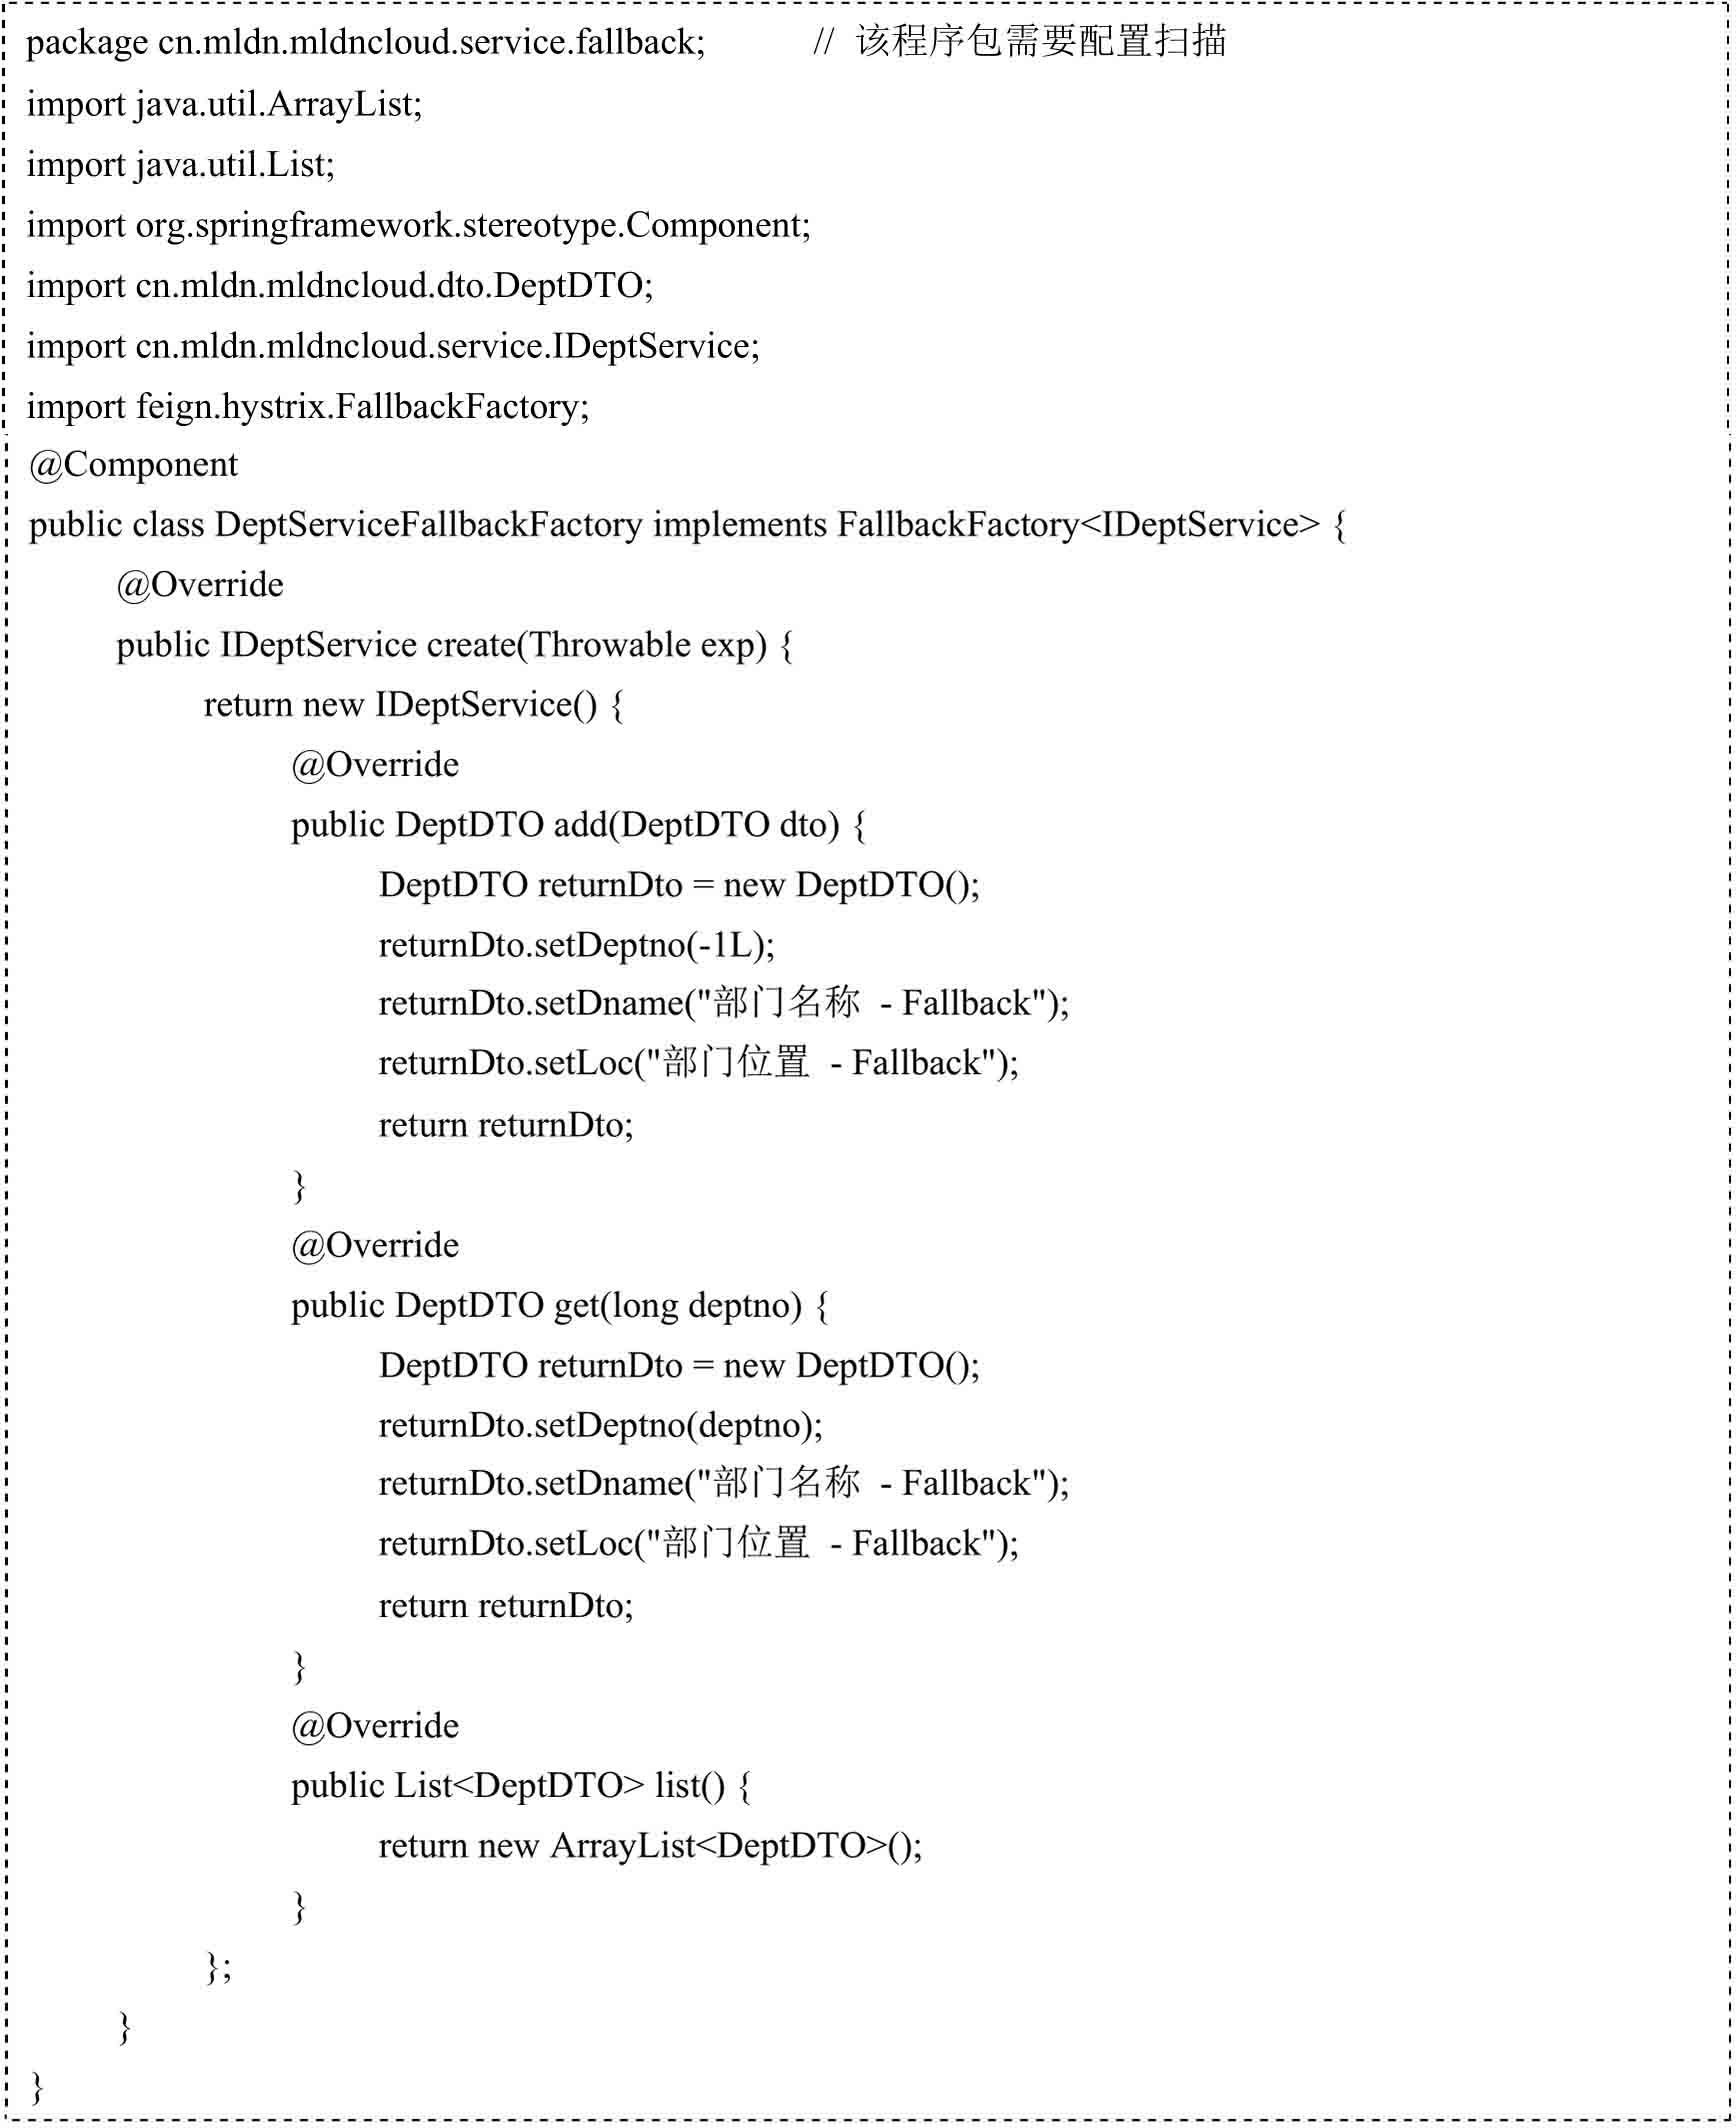 package cn.mldn.mldncloud.service.fallback;	// 该程序包需要配置扫描
import java.util.ArrayList;
import java.util.List;
import org.springframework.stereotype.Component;
import cn.mldn.mldncloud.dto.DeptDTO;
import cn.mldn.mldncloud.service.IDeptService;
import feign.hystrix.FallbackFactory;
@Component
public class DeptServiceFallbackFactory implements FallbackFactory<IDeptService> {
	@Override
	public IDeptService create(Throwable exp) {
		return new IDeptService() {
			@Override
			public DeptDTO add(DeptDTO dto) {
				DeptDTO returnDto = new DeptDTO();
				returnDto.setDeptno(-1L);
				returnDto.setDname("部门名称 - Fallback");
				returnDto.setLoc("部门位置 - Fallback");
				return returnDto;
			}
			@Override
			public DeptDTO get(long deptno) {
				DeptDTO returnDto = new DeptDTO();
				returnDto.setDeptno(deptno);
				returnDto.setDname("部门名称 - Fallback");
				returnDto.setLoc("部门位置 - Fallback");
				return returnDto;
			}
			@Override
			public List<DeptDTO> list() {
				return new ArrayList<DeptDTO>();
			}
		};
	}
}